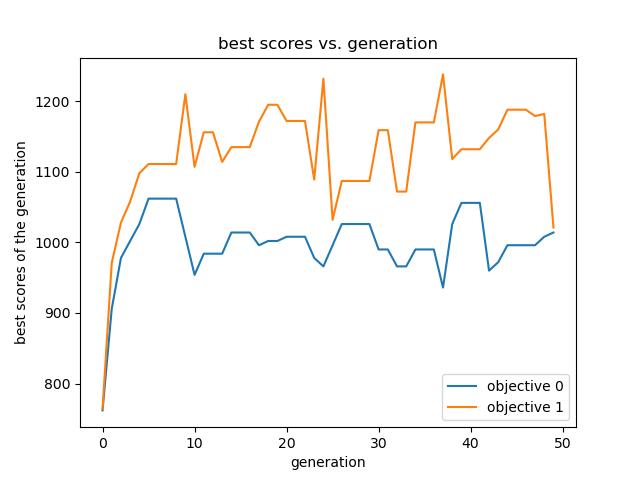 best scores vs. generation
best scores of the generation
1200
1100
1000
900
800
0 10 20 30 40 50
generation
objective 0
objective 1